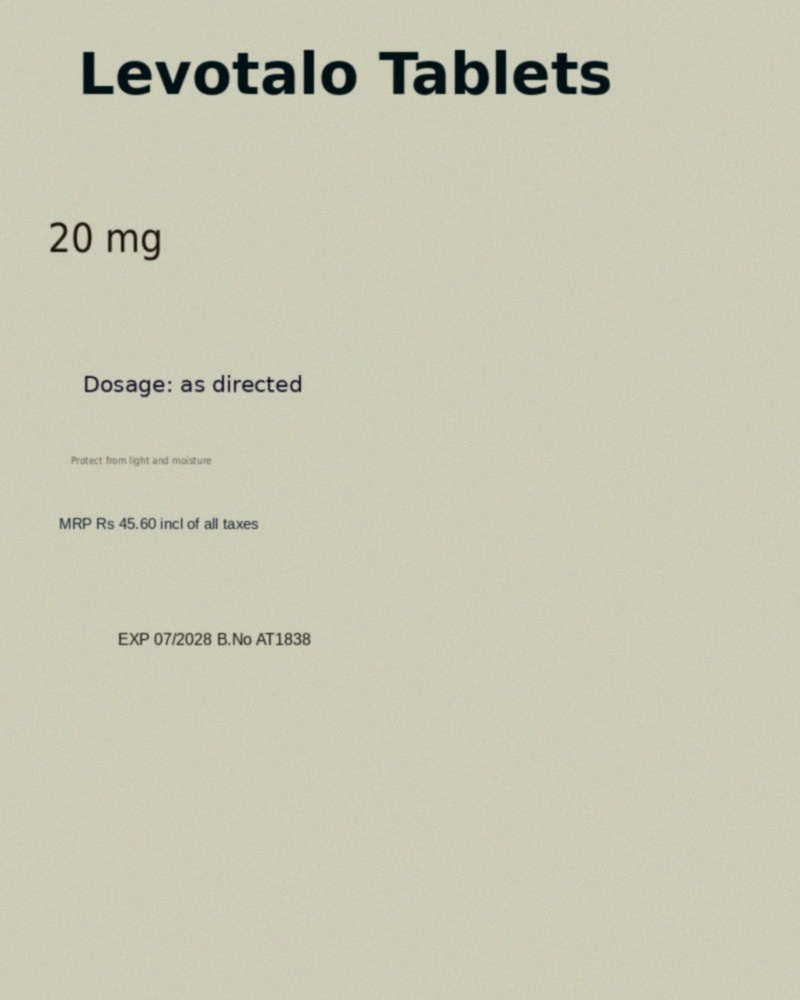 Levotalo Tablets
20 mg
Dosage: as directed
Protect from light and moisture
MRP Rs 45.60 incl of all taxes
EXP 07/2028 B.No AT1838